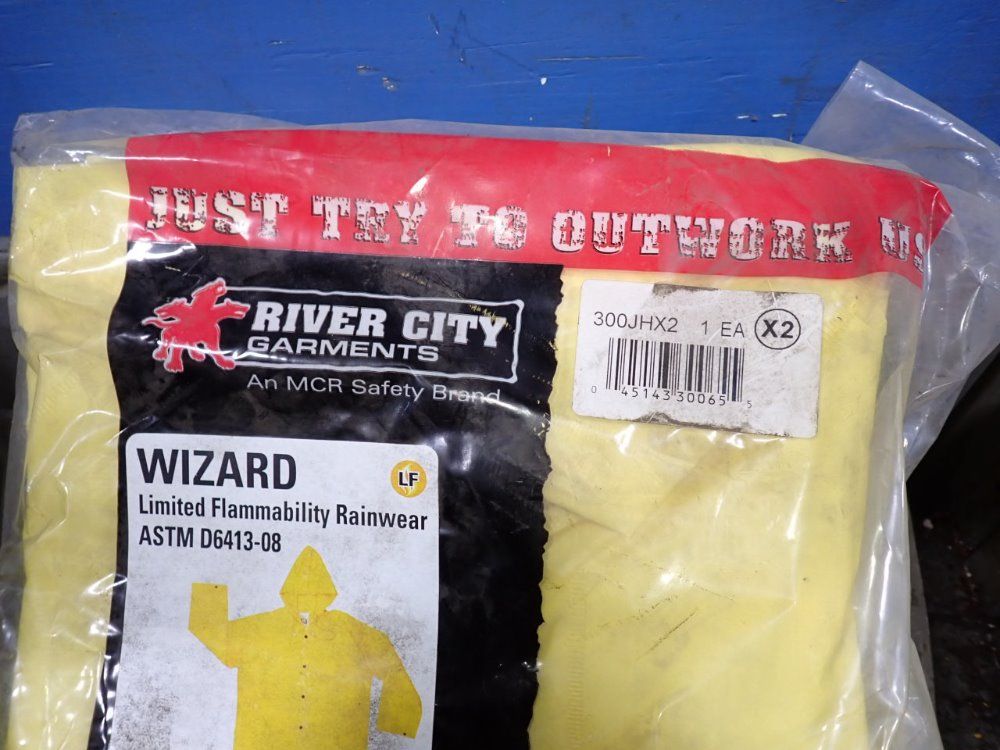 JUST TRY TO OUTWORK US
RIVER CITY
GARMENTS
An MCR Safety Brand
300JHX2 1 EA X2
0 45143 30065 5
WIZARD
LF
Limited Flammability Rainwear
ASTM D6413-08